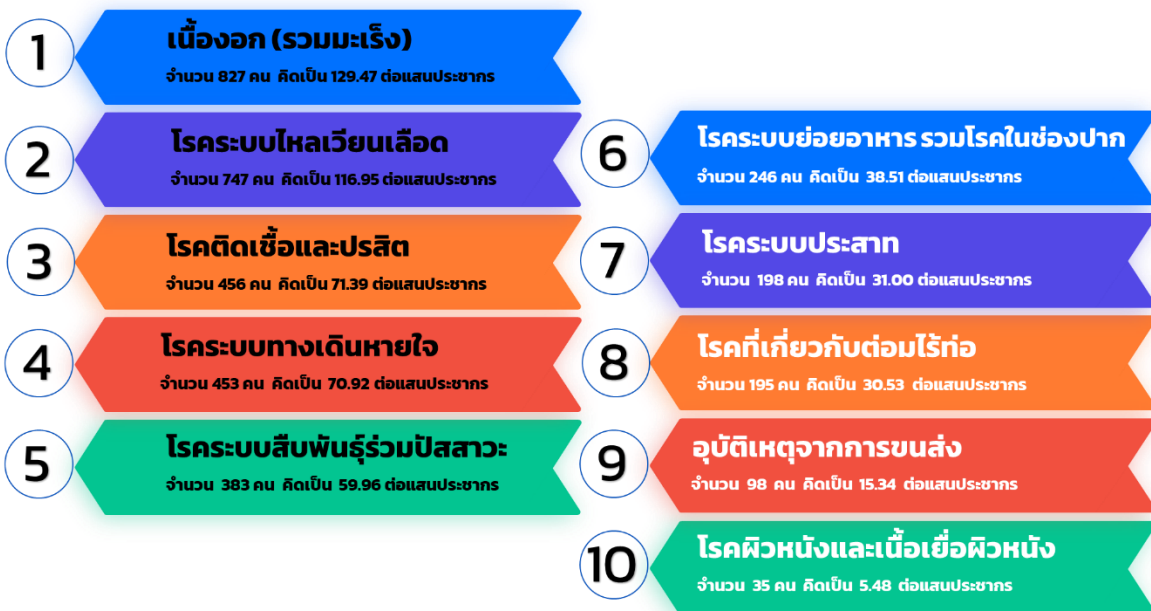 1
เนื้องอก (รวมมะเร็ง)
จำนวน 827 คน คิดเป็น 129.47 ต่อแสนประชากร
2
โรคระบบไหลเวียนเลือด
จำนวน 747 คน คิดเป็น 116.95 ต่อแสนประชากร
3
โรคติดเชื้อและปรสิต
จำนวน 456 คน คิดเป็น 71.39 ต่อแสนประชากร
4
โรคระบบทางเดินหายใจ
จำนวน 453 คน คิดเป็น 70.92 ต่อแสนประชากร
5
โรคระบบสืบพันธุ์ร่วมปัสสาวะ
จำนวน 383 คน คิดเป็น 59.96 ต่อแสนประชากร
6
โรคระบบย่อยอาหาร รวมโรคในช่องปาก
จำนวน 246 คน คิดเป็น 38.51 ต่อแสนประชากร
7
โรคระบบประสาท
จำนวน 198 คน คิดเป็น 31.00 ต่อแสนประชากร
8
โรคที่เกี่ยวกับต่อมไร้ท่อ
จำนวน 195 คน คิดเป็น 30.53 ต่อแสนประชากร
9
อุบัติเหตุจากการขนส่ง
จำนวน 98 คน คิดเป็น 15.34 ต่อแสนประชากร
10
โรคผิวหนังและเนื้อเยื่อผิวหนัง
จำนวน 35 คน คิดเป็น 5.48 ต่อแสนประชากร